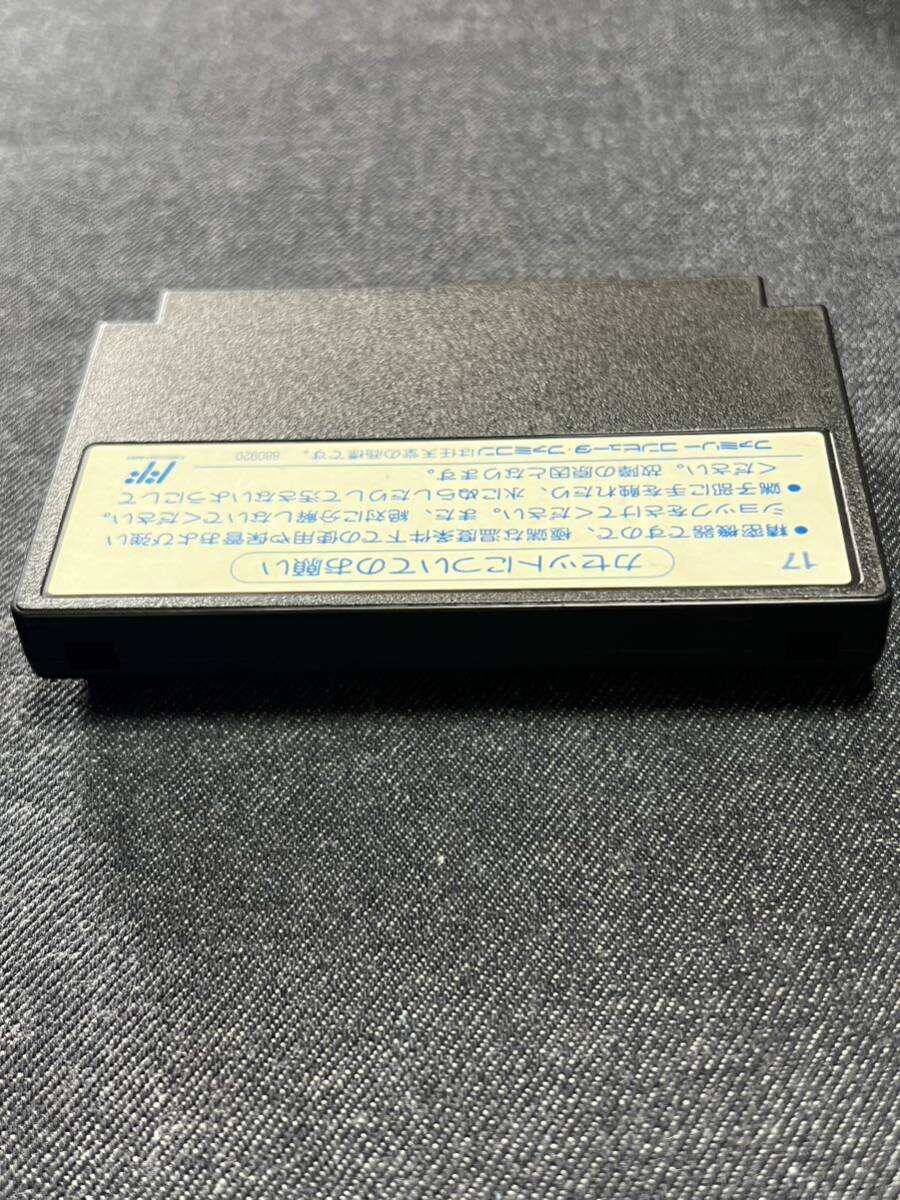 17
カセットについてのお願い
●精密機器ですので、極端な温度条件下での使用や保管および強い
ショックをさけてください。また、絶対に分解しないでください。
●端子部に手を触れたり、水にぬらしたりして汚さないようにして
ください。故障の原因となります。
ファミリーコンピュータ・ファミコンは任天堂の商標です。 880920